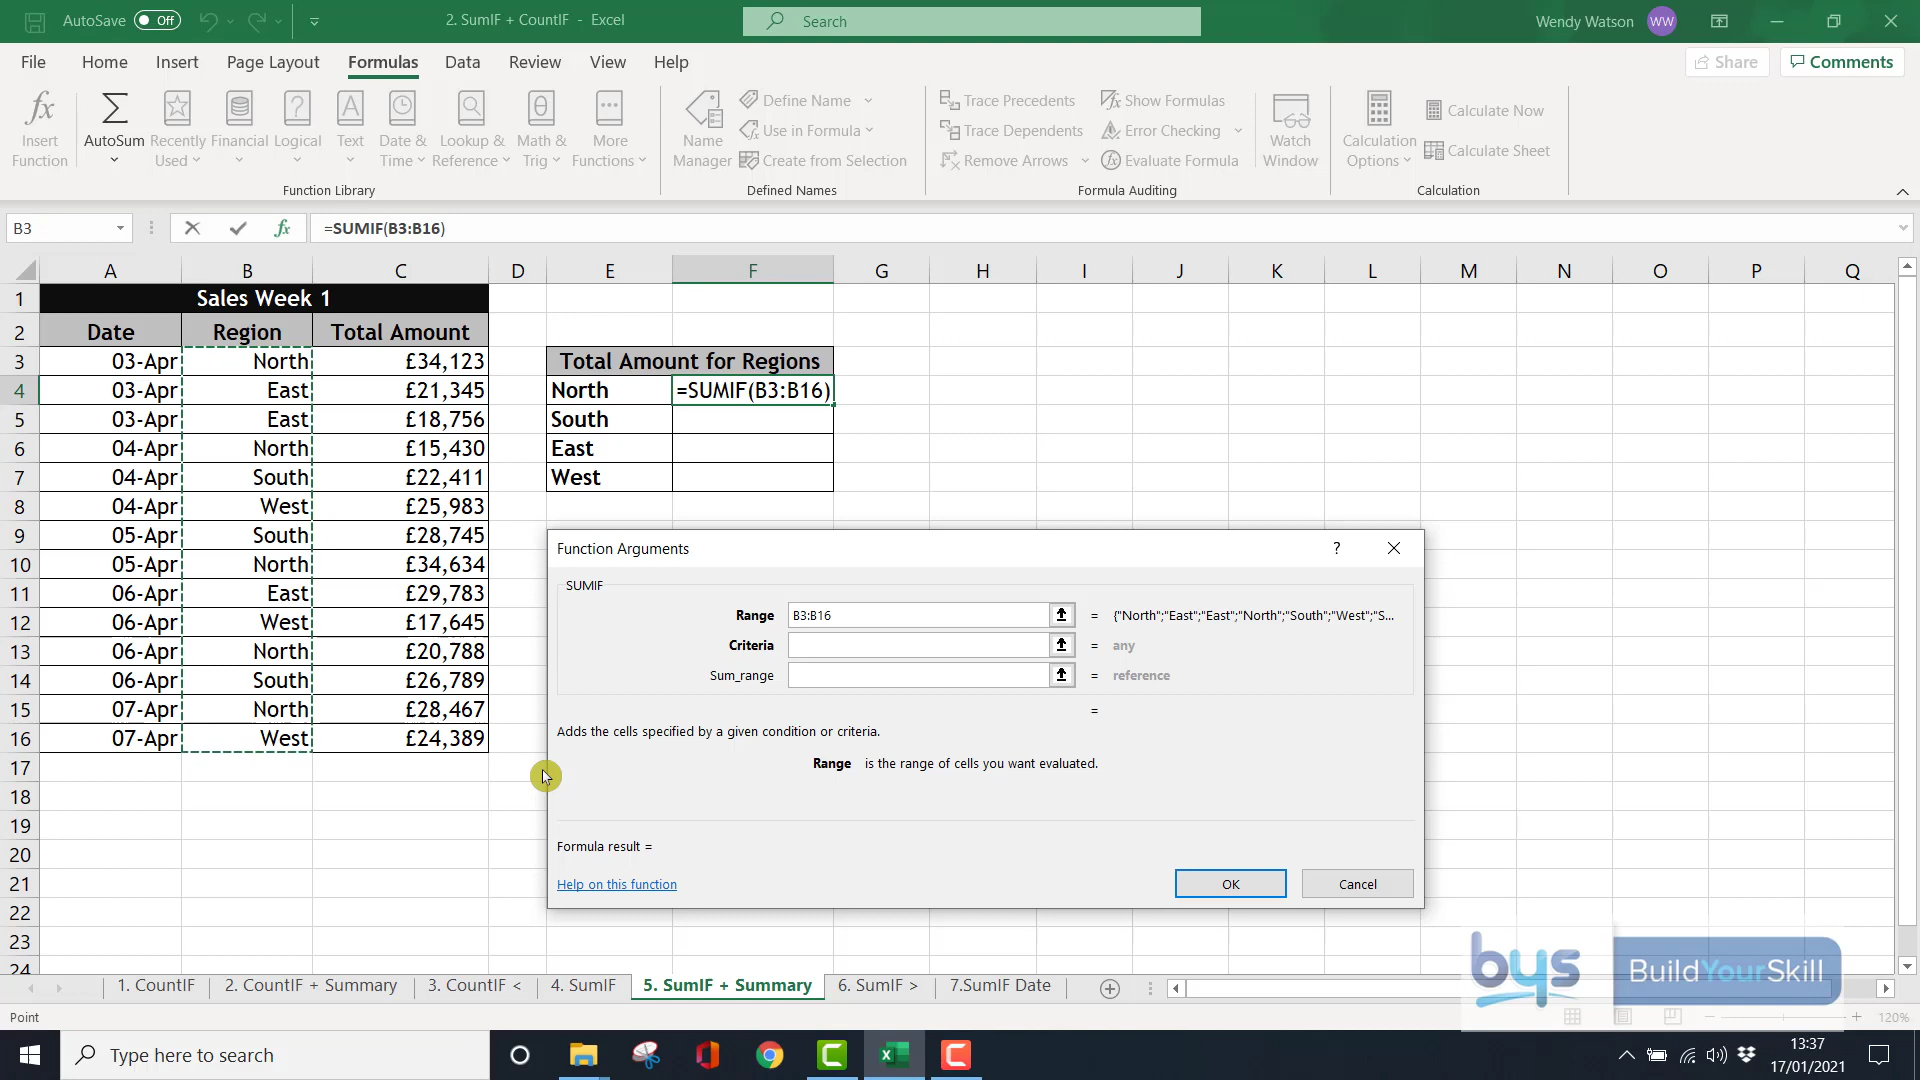 AutoSave Off 2. SumIF + CountIF - Excel Search Wendy Watson WW
File Home Insert Page Layout Formulas Data Review View Help Share Comments
fx Insert Function
AutoSum
Recently Used
Financial
Logical
Text
Date & Time
Lookup & Reference
Math & Trig
More Functions
Function Library
Name Manager
Define Name
Use in Formula
Create from Selection
Defined Names
Trace Precedents
Trace Dependents
Remove Arrows
Show Formulas
Error Checking
Evaluate Formula
Formula Auditing
Watch Window
Calculation Options
Calculate Now
Calculate Sheet
Calculation
B3 fx =SUMIF(B3:B16)
A B C D E F G H I J K L M N O P Q
1 Sales Week 1
2 Date Region Total Amount
3 03-Apr North £34,123 Total Amount for Regions
4 03-Apr East £21,345 North =SUMIF(B3:B16)
5 03-Apr East £18,756 South
6 04-Apr North £15,430 East
7 04-Apr South £22,411 West
8 04-Apr West £25,983
9 05-Apr South £28,745
10 05-Apr North £34,634
11 06-Apr East £29,783
12 06-Apr West £17,645
13 06-Apr North £20,788
14 06-Apr South £26,789
15 07-Apr North £28,467
16 07-Apr West £24,389
17
18
19
20
21
22
23
24
Function Arguments ?
SUMIF
Range B3:B16 = {"North";"East";"East";"North";"South";"West";"S...
Criteria = any
Sum_range = reference
=
Adds the cells specified by a given condition or criteria.
Range is the range of cells you want evaluated.
Formula result =
Help on this function OK Cancel
bys BuildYourSkill
1. CountIF 2. CountIF + Summary 3. CountIF < 4. SumIF 5. SumIF + Summary 6. SumIF > 7.SumIF Date
Point 120%
Type here to search 13:37
17/01/2021